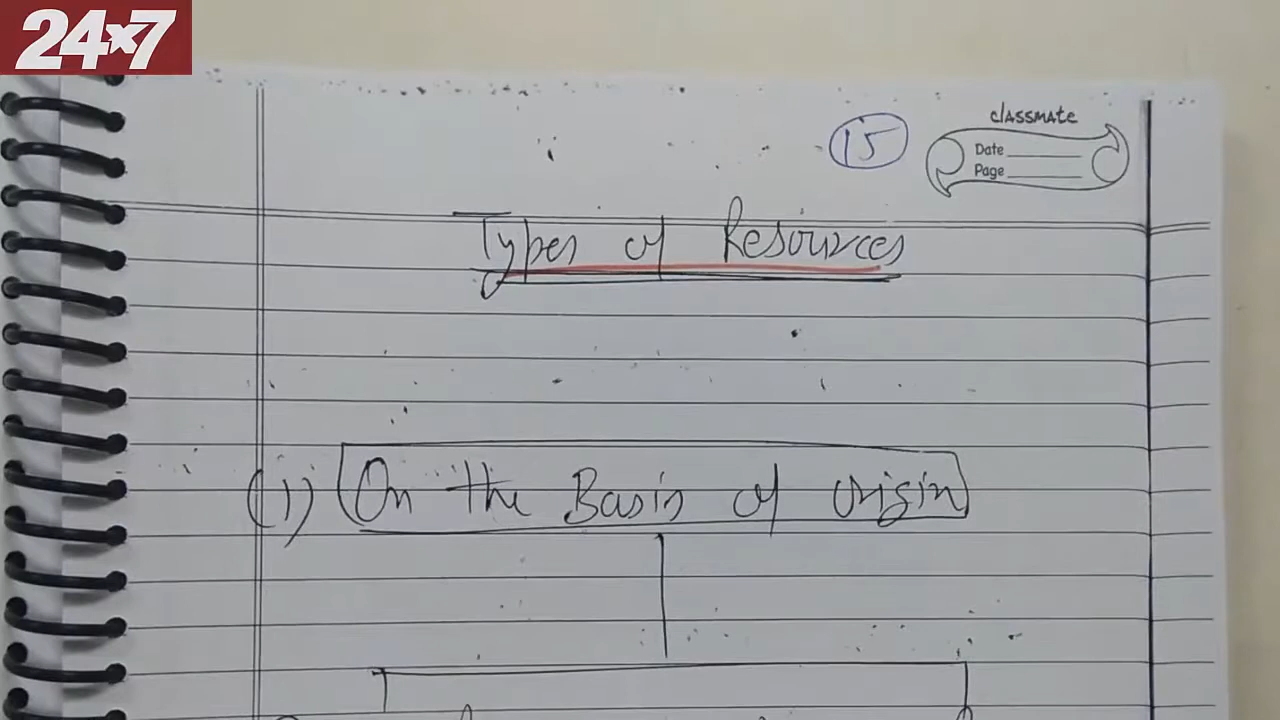 24x7
15
classmate
Date
Page
Types of Resources
(1) On the Basis of Origin